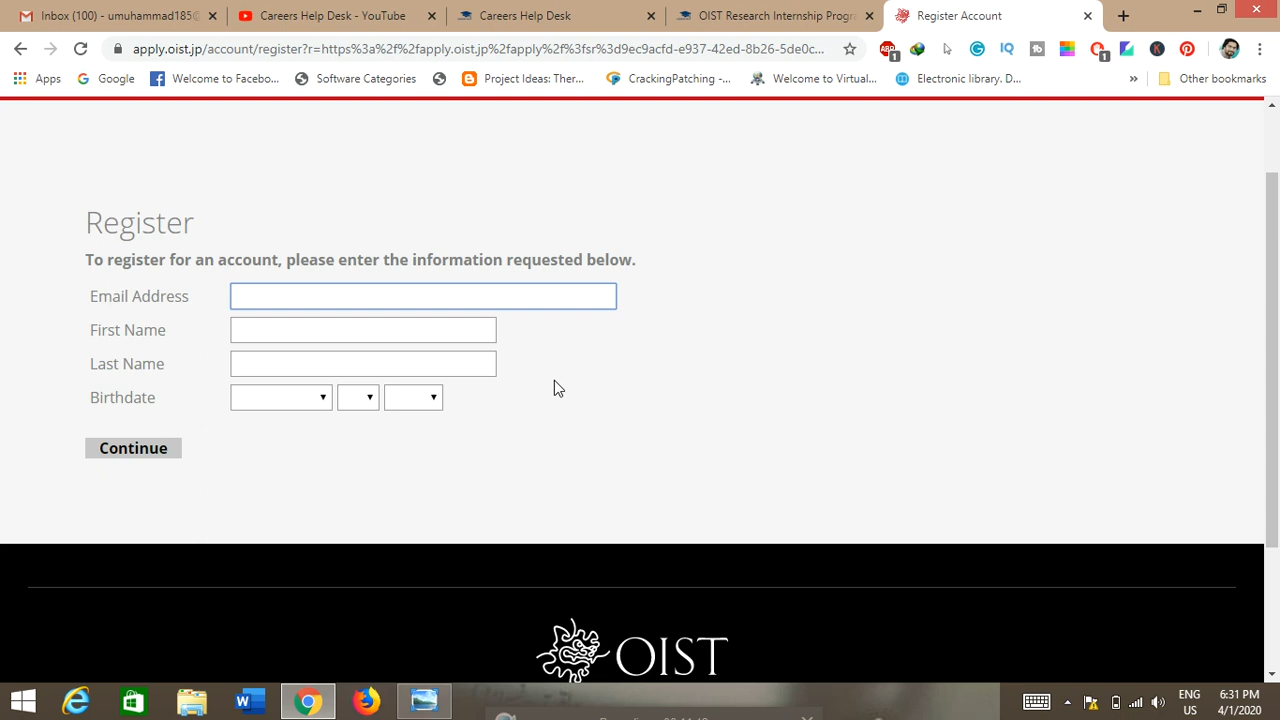 Inbox (100) - umuhammad185@
Careers Help Desk - YouTube
Careers Help Desk
OIST Research Internship Progra
Register Account
apply.oist.jp/account/register?r=https%3a%2f%2fapply.oist.jp%2fapply%2f%3fsr%3d9ec9acfd-e937-42ed-8b26-5de0c...
Apps
Google
Welcome to Facebo...
Software Categories
Project Ideas: Ther...
CrackingPatching -...
Welcome to Virtual...
Electronic library. D...
»
Other bookmarks
Register
To register for an account, please enter the information requested below.
Email Address
First Name
Last Name
Birthdate
Continue
OIST
ENG
US
6:31 PM
4/1/2020